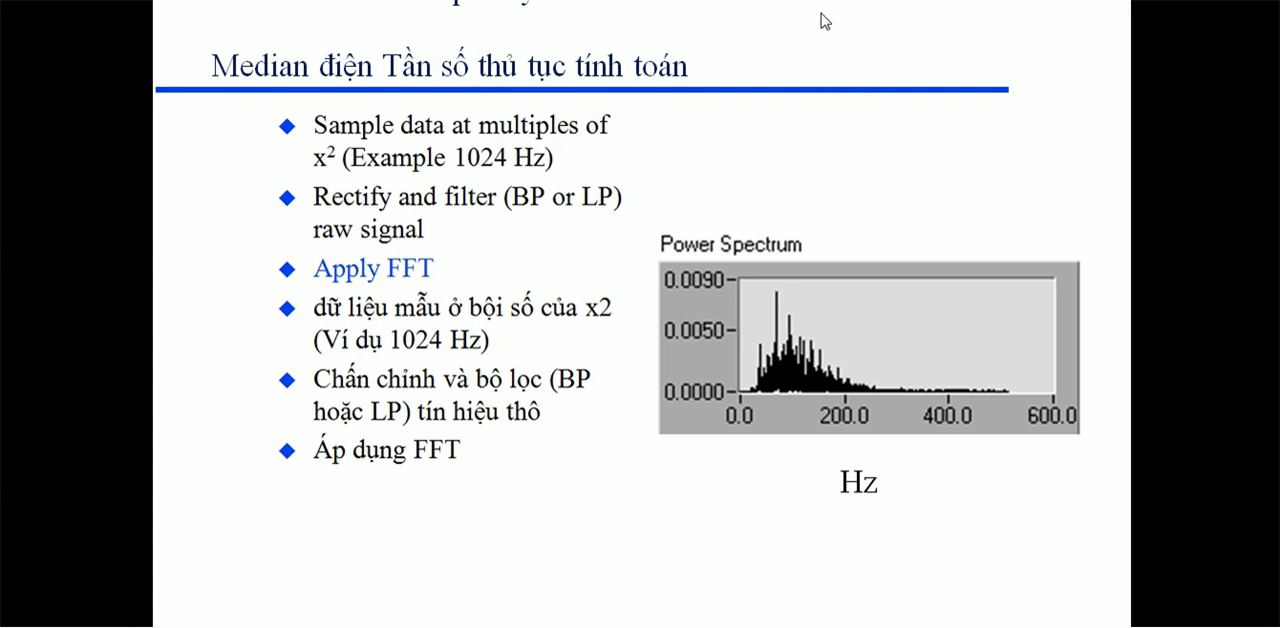 Median điện Tần số thủ tục tính toán
Sample data at multiples of
x² (Example 1024 Hz)
Rectify and filter (BP or LP)
raw signal
Apply FFT
dữ liệu mẫu ở bội số của x2
(Ví dụ 1024 Hz)
Chấn chỉnh và bộ lọc (BP
hoặc LP) tín hiệu thô
Áp dụng FFT
Power Spectrum
0.0090
0.0050
0.0000
0.0 200.0 400.0 600.0
Hz